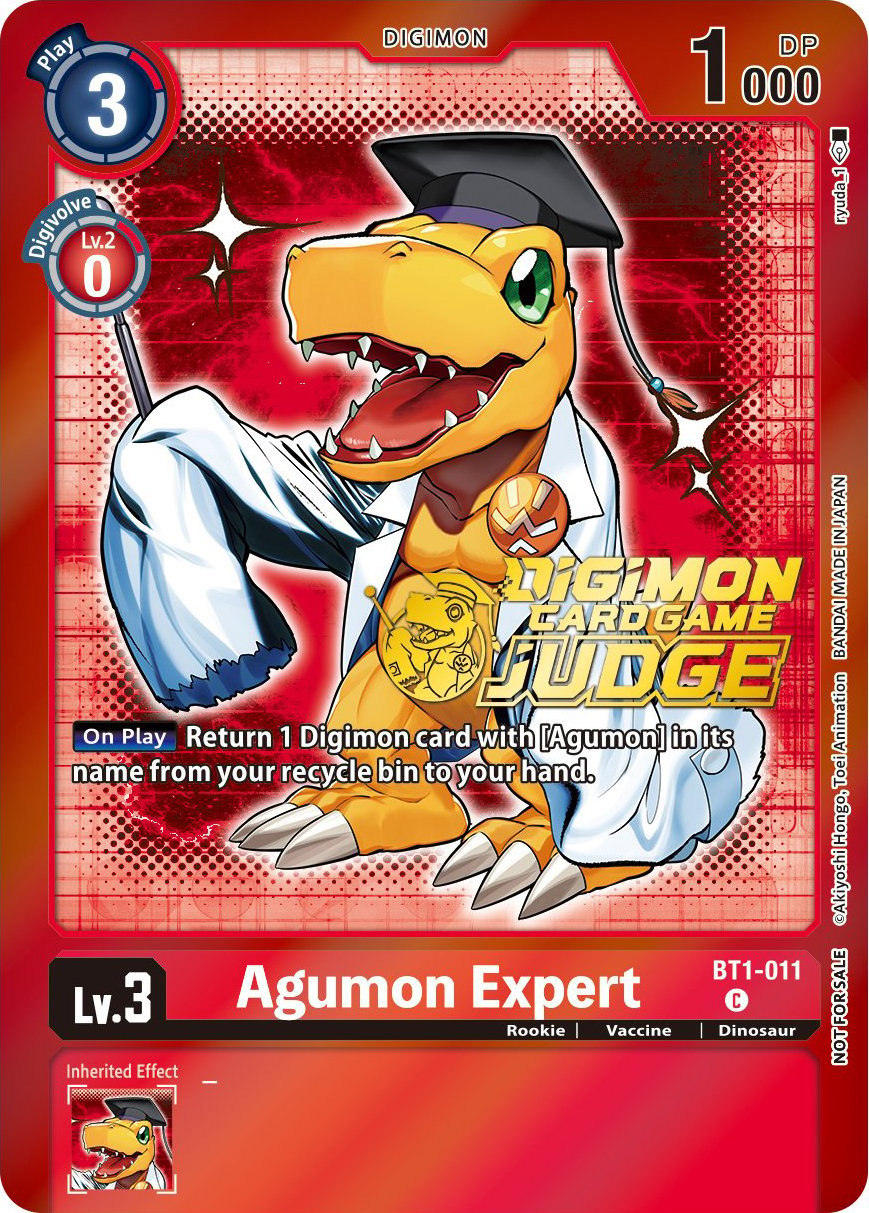 Play
3
DIGIMON
DP
1000
Digivolve
Lv.2
0
ryuda_1
DIGIMON
CARD GAME
JUDGE
On Play Return 1 Digimon card with [Agumon] in its
name from your recycle bin to your hand.
©Akiyoshi Hongo, Toei Animation BANDAI MADE IN JAPAN
NOT FOR SALE
Lv.3
Agumon Expert
BT1-011
C
Rookie | Vaccine | Dinosaur
Inherited Effect
–